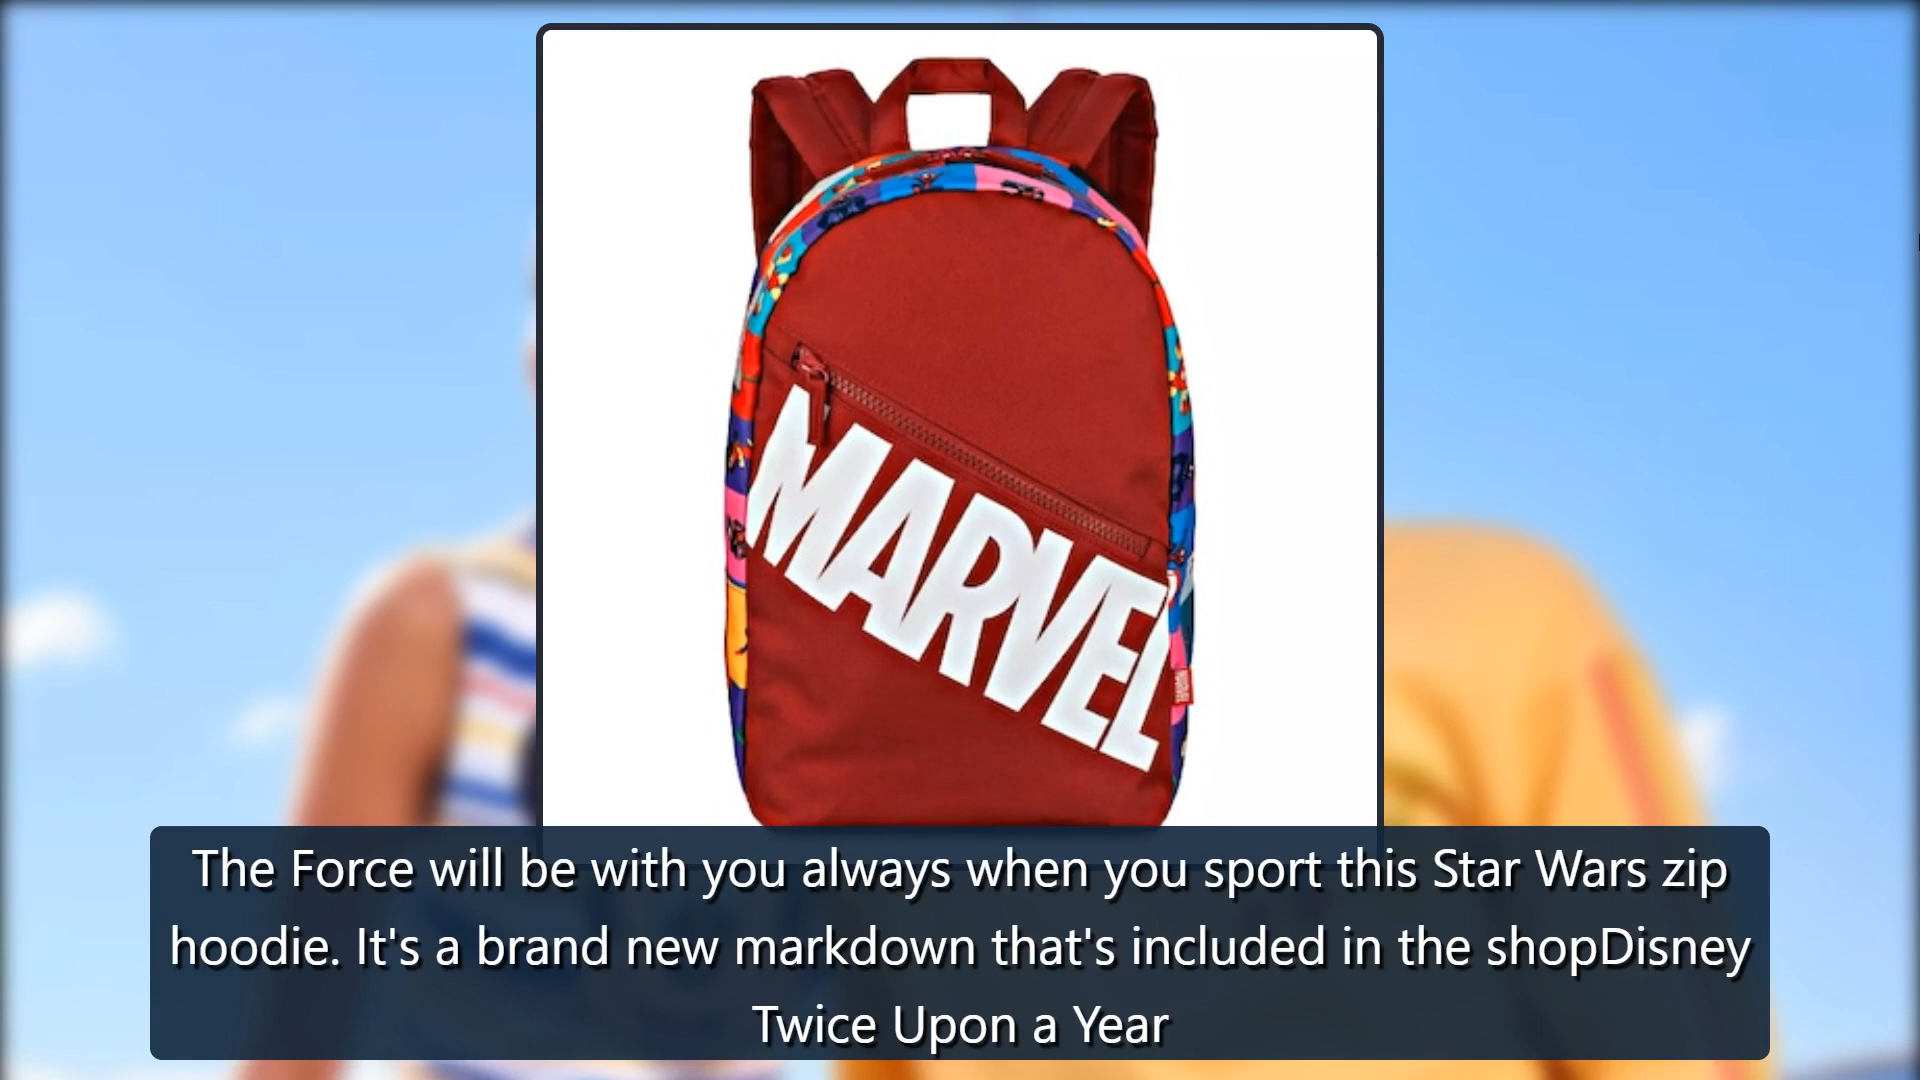 MARVEL
The Force will be with you always when you sport this Star Wars zip
hoodie. It's a brand new markdown that's included in the shopDisney
Twice Upon a Year